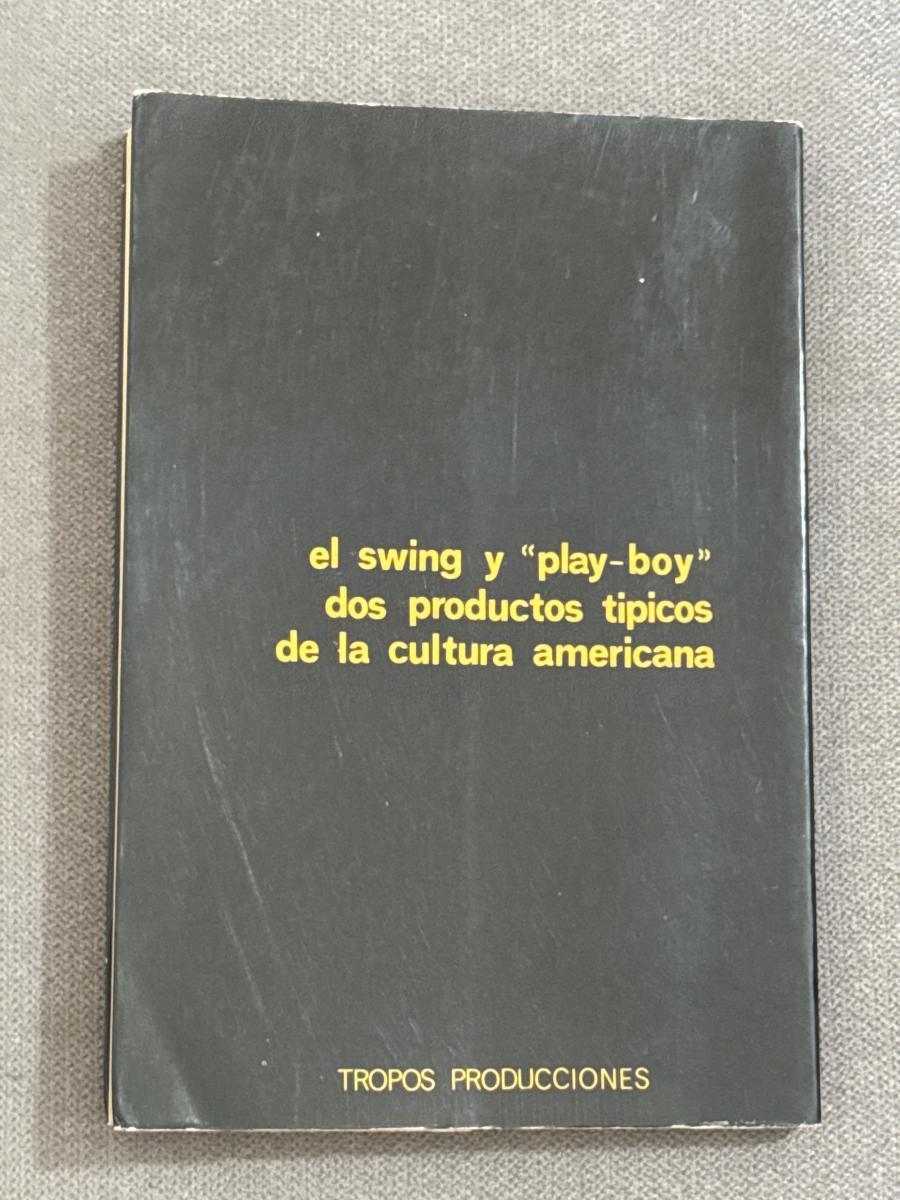 el swing y “play-boy”
dos productos tipicos
de la cultura americana
TROPOS PRODUCCIONES